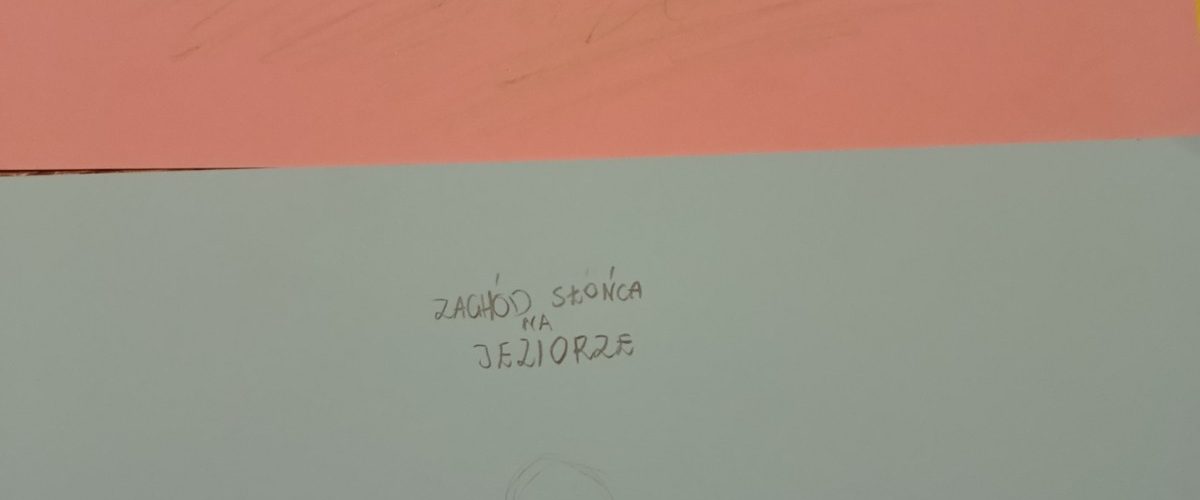 ZACHÓD SŁOŃCA
NA
JEZIORZE